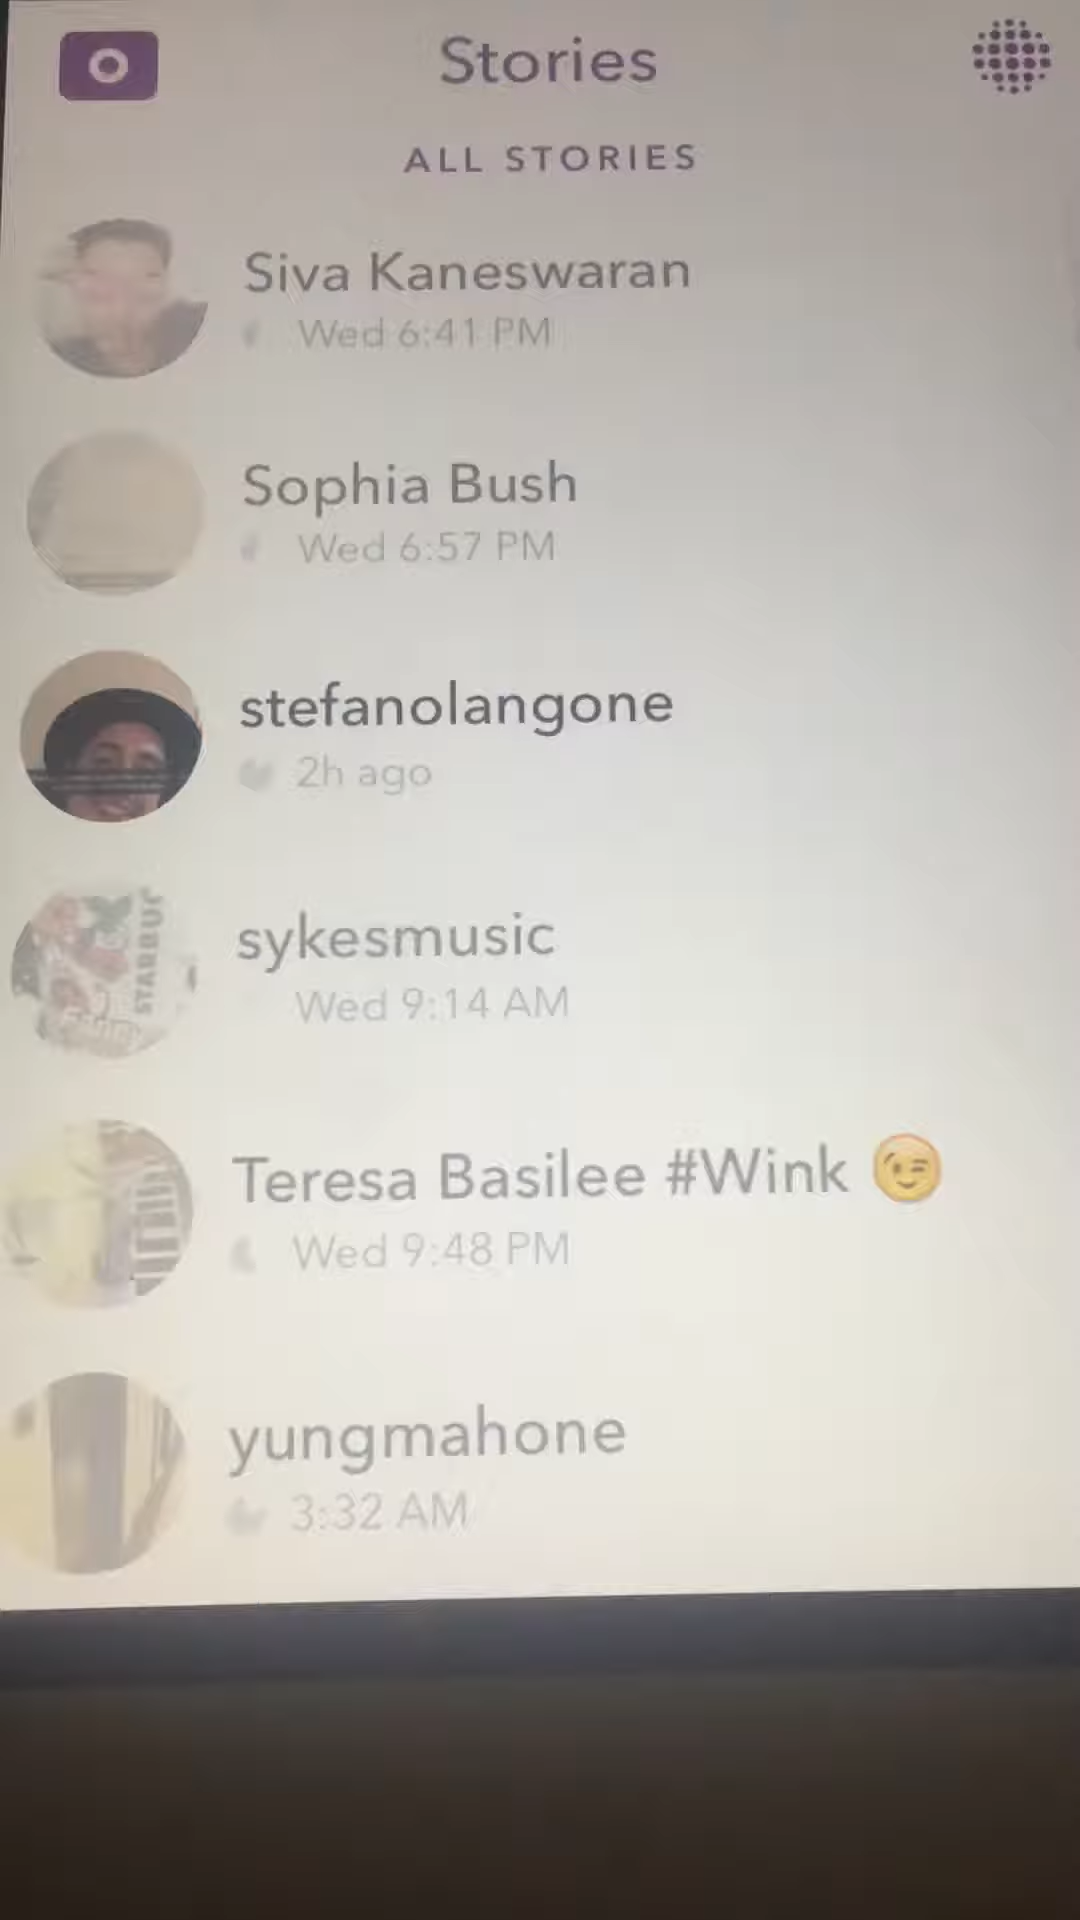 Stories
ALL STORIES
Siva Kaneswaran
Wed 6:41 PM
Sophia Bush
Wed 6:57 PM
stefanolangone
2h ago
STARBUC
sykesmusic
Wed 9:14 AM
Teresa Basilee #Wink 😉
Wed 9:48 PM
yungmahone
3:32 AM